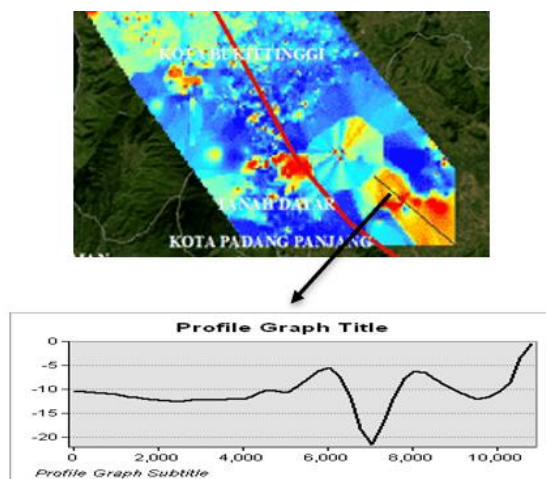 KOTA BUKITTINGGI
TANAH DATAR
KOTA PADANG PANJANG
Profile Graph Title
0
-5
-10
-15
-20
0
2,000
4,000
6,000
8,000
10,000
Profile Graph Subtitle